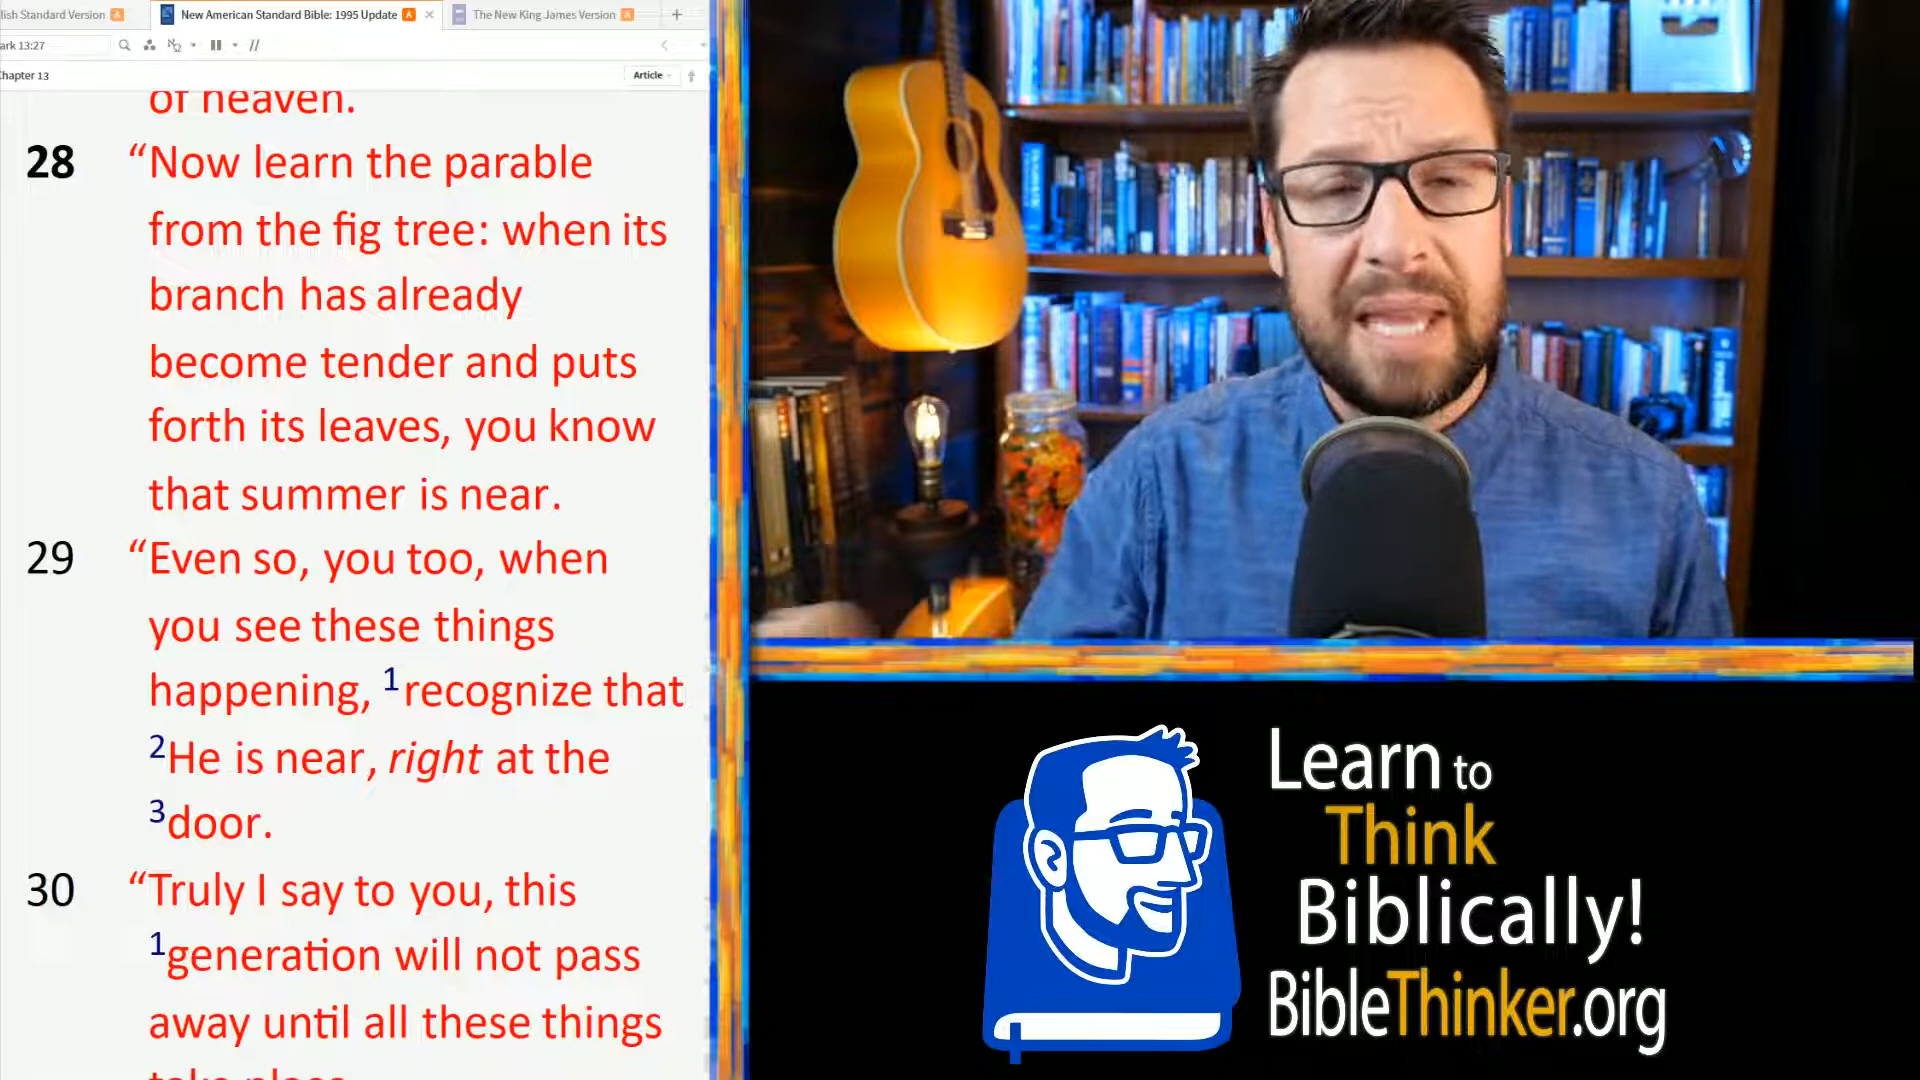 lish Standard Version A
New American Standard Bible: 1995 Update A
The New King James Version A
ark 13:27
hapter 13
Article
of heaven.
28 “Now learn the parable
from the fig tree: when its
branch has already
become tender and puts
forth its leaves, you know
that summer is near.
29 “Even so, you too, when
you see these things
happening, 1recognize that
2He is near, right at the
3door.
30 “Truly I say to you, this
1generation will not pass
away until all these things
take place.
Learn to
Think
Biblically!
BibleThinker.org